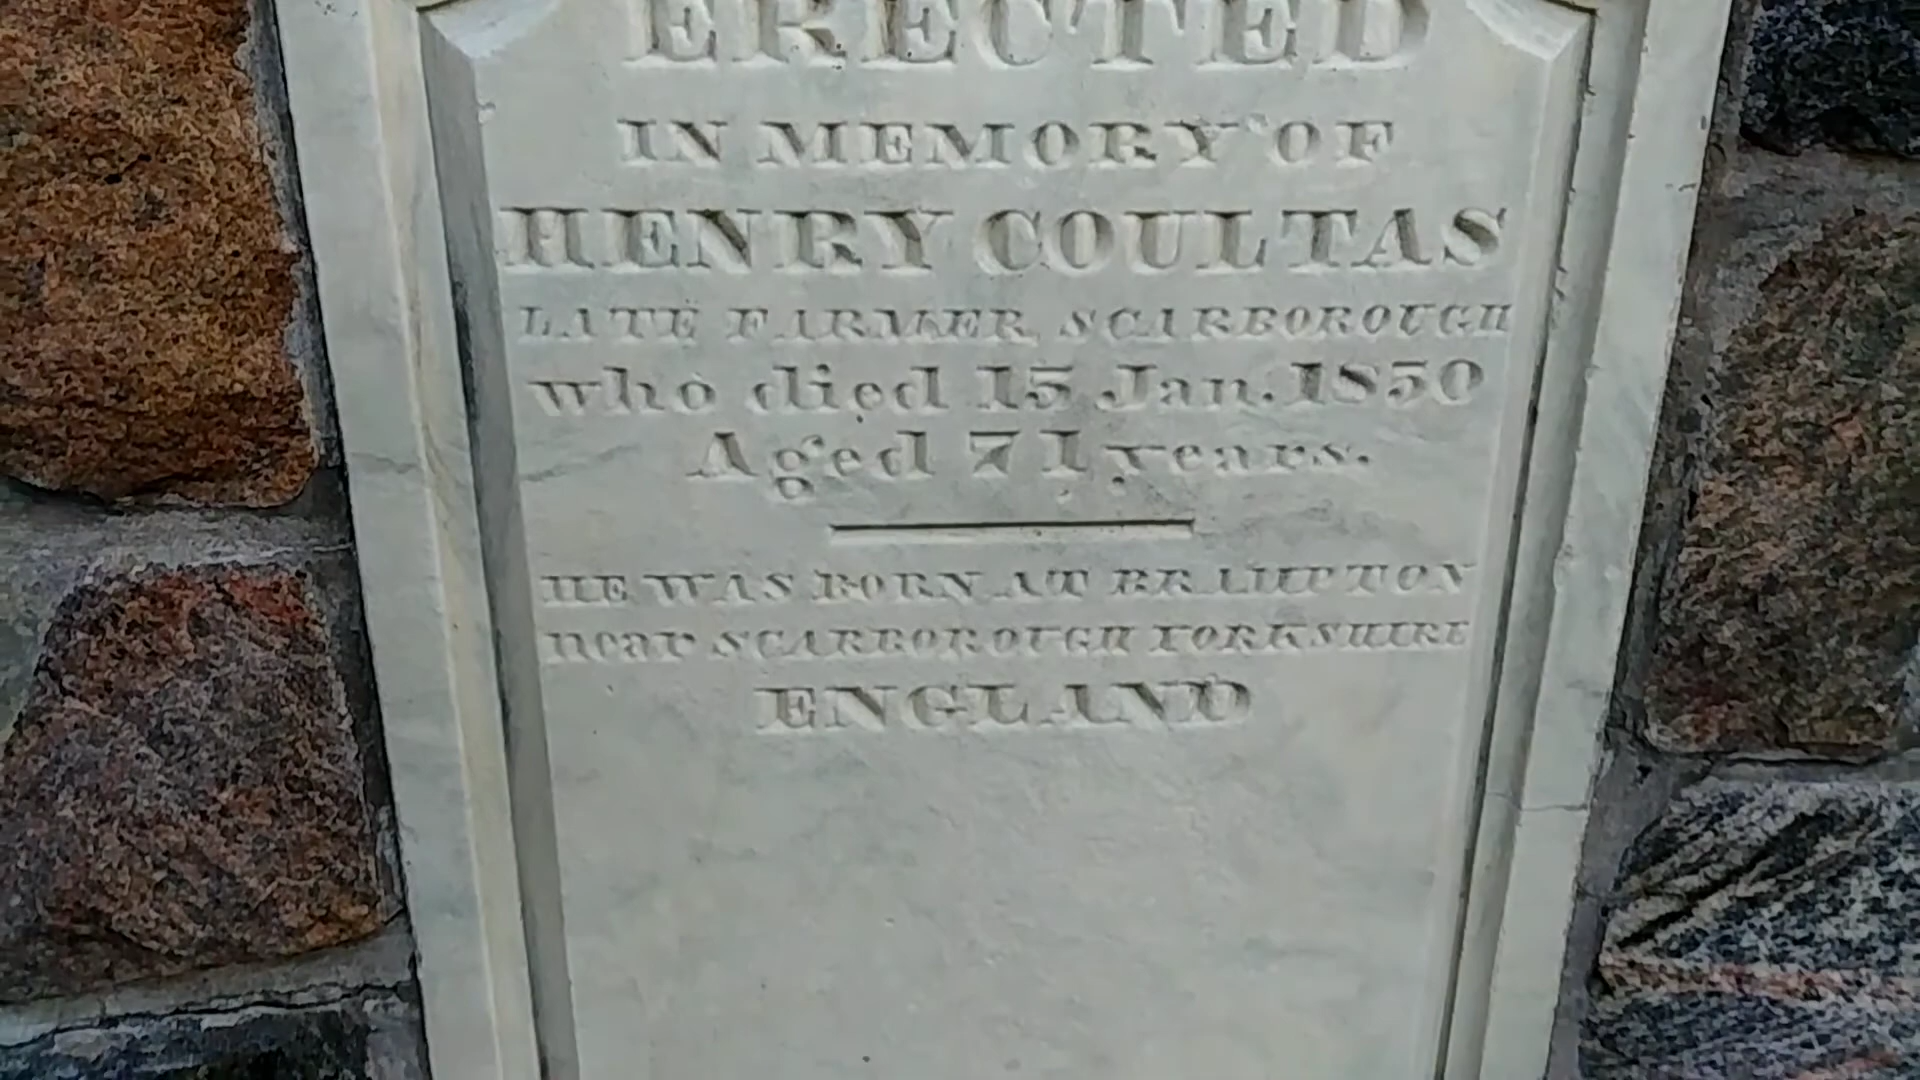 ERECTED
IN MEMORY OF
HENRY COULTAS
LATE FARMER SCARBOROUGH
who died 15 Jan. 1850
Aged 71 years.
HE WAS BORN AT BRAMPTON
near SCARBOROUGH YORKSHIRE
ENGLAND